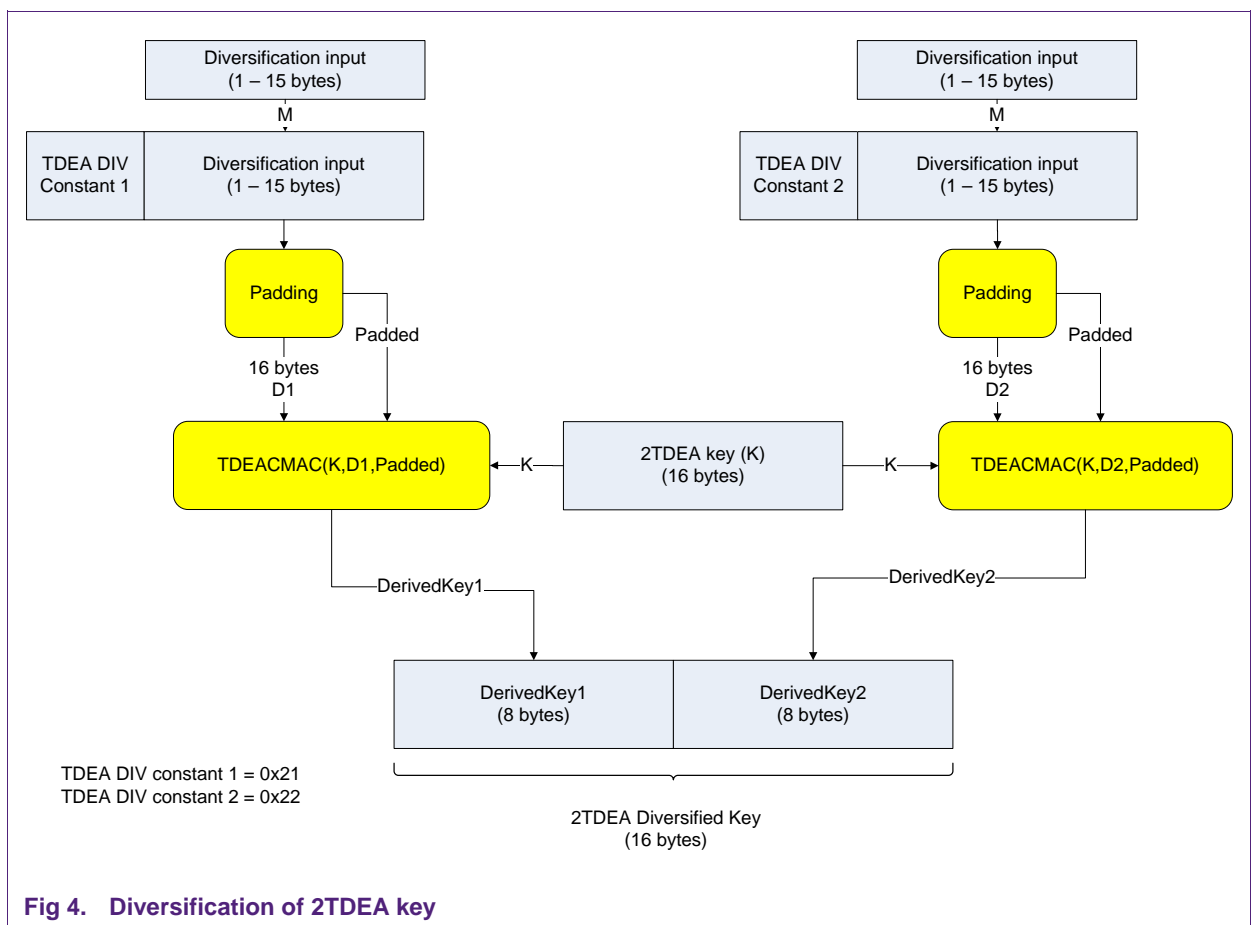 Diversification input
(1 – 15 bytes)
M
TDEA DIV
Constant 1
Diversification input
(1 – 15 bytes)
Padding
Padded
16 bytes
D1
TDEACMAC(K,D1,Padded)
K
2TDEA key (K)
(16 bytes)
K
Diversification input
(1 – 15 bytes)
M
TDEA DIV
Constant 2
Diversification input
(1 – 15 bytes)
Padding
Padded
16 bytes
D2
TDEACMAC(K,D2,Padded)
DerivedKey1
DerivedKey2
DerivedKey1
(8 bytes)
DerivedKey2
(8 bytes)
TDEA DIV constant 1 = 0x21
TDEA DIV constant 2 = 0x22
2TDEA Diversified Key
(16 bytes)
Fig 4. Diversification of 2TDEA key